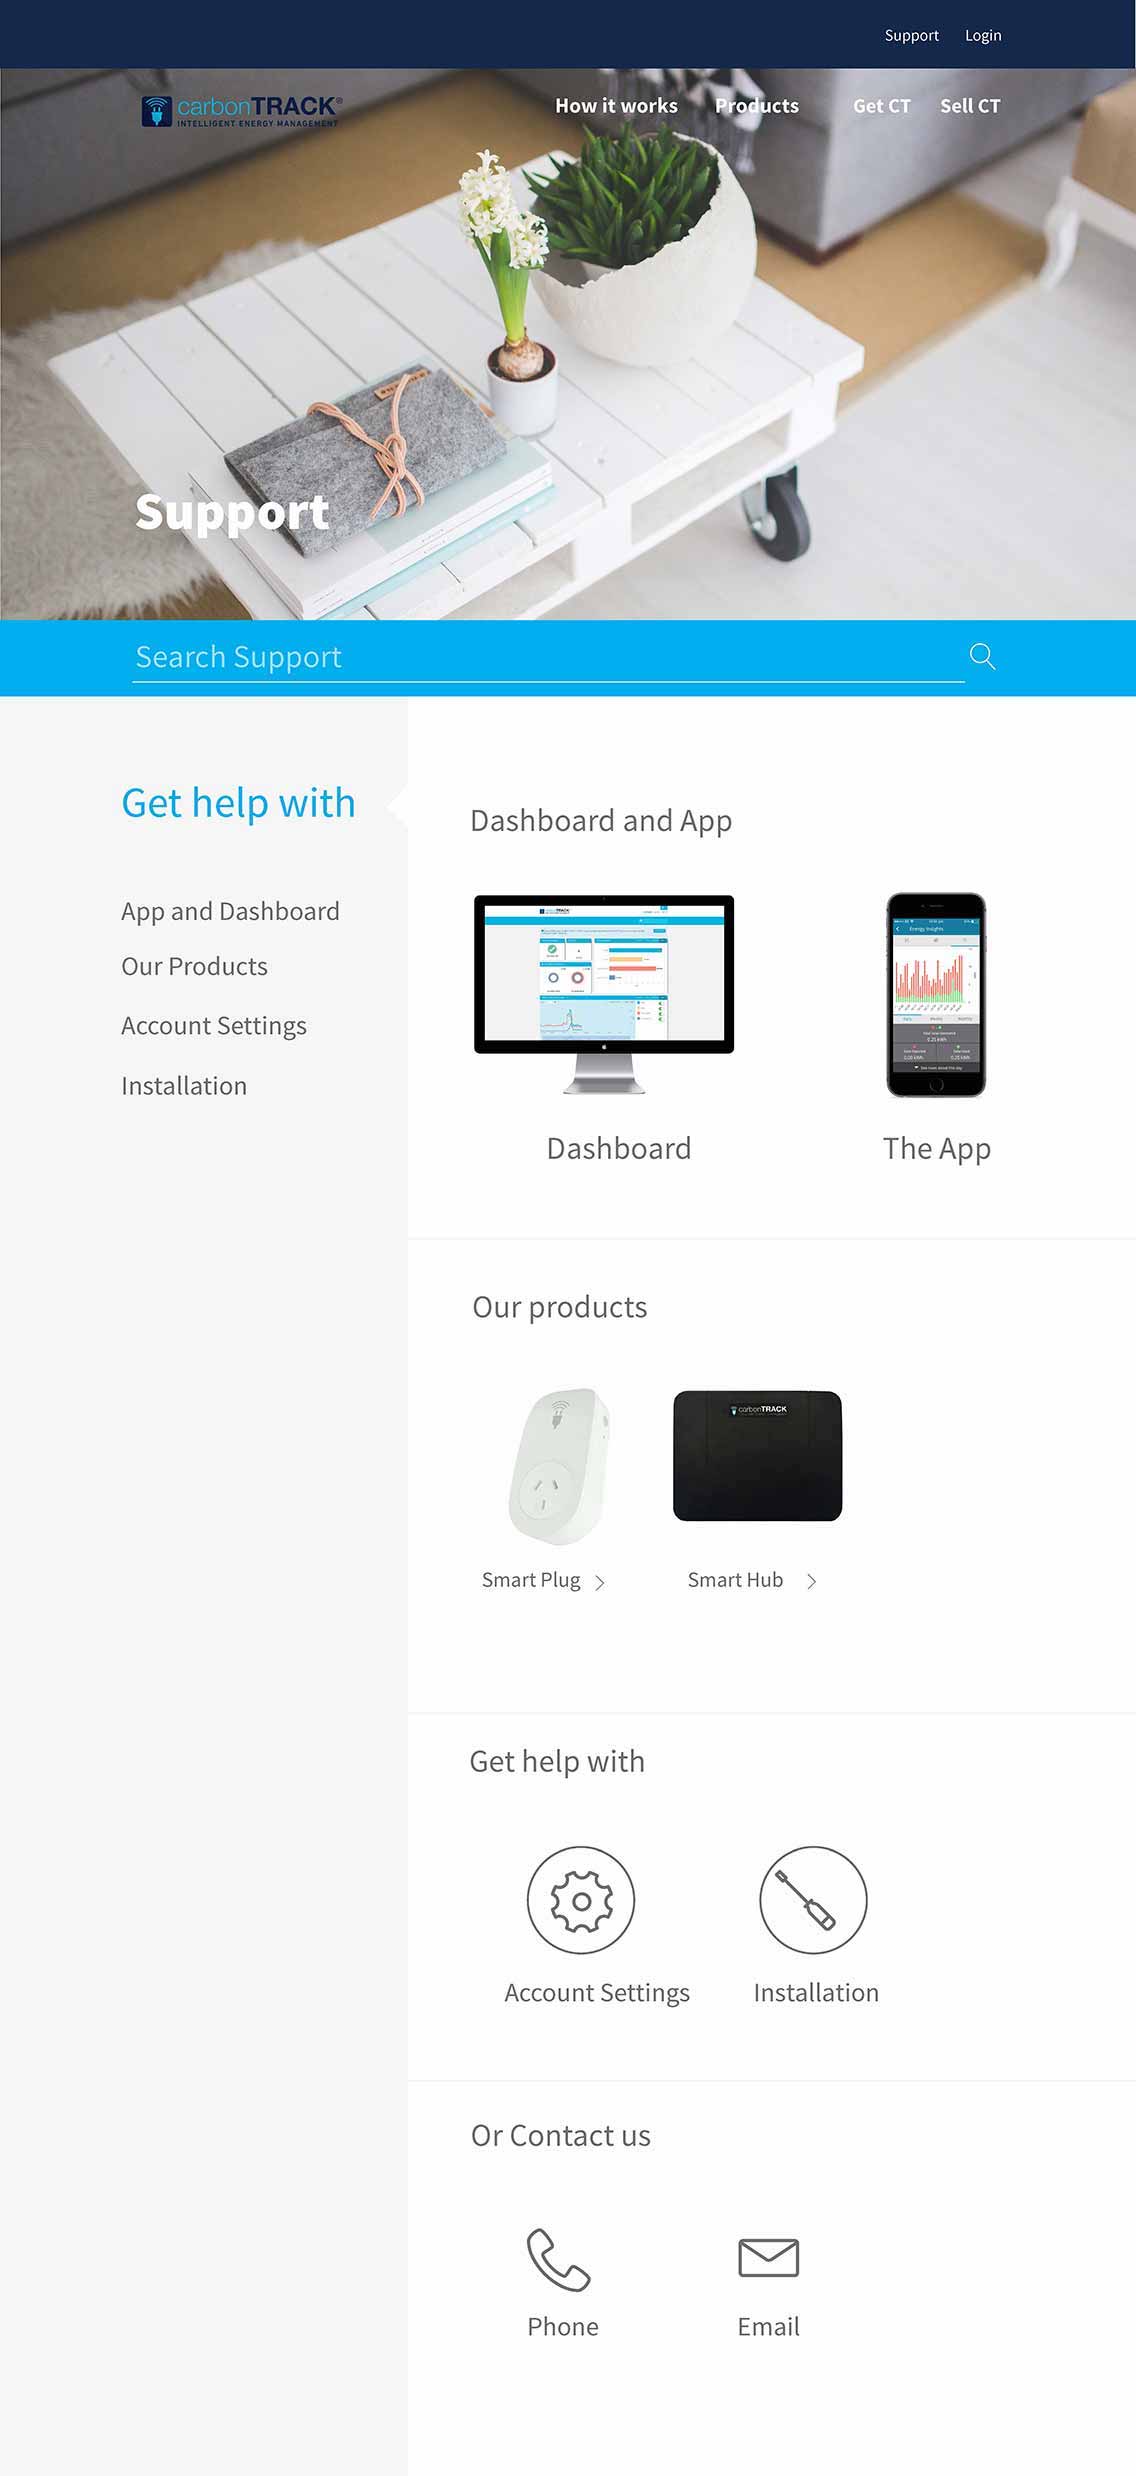 Support Login
carbonTRACK®
INTELLIGENT ENERGY MANAGEMENT
How it works Products Get CT Sell CT
Support
Search Support
Get help with
App and Dashboard
Our Products
Account Settings
Installation
Dashboard and App
Energy Insights
Dashboard
The App
Our products
carbonTRACK
Smart Plug
Smart Hub
Get help with
Account Settings
Installation
Or Contact us
Phone
Email